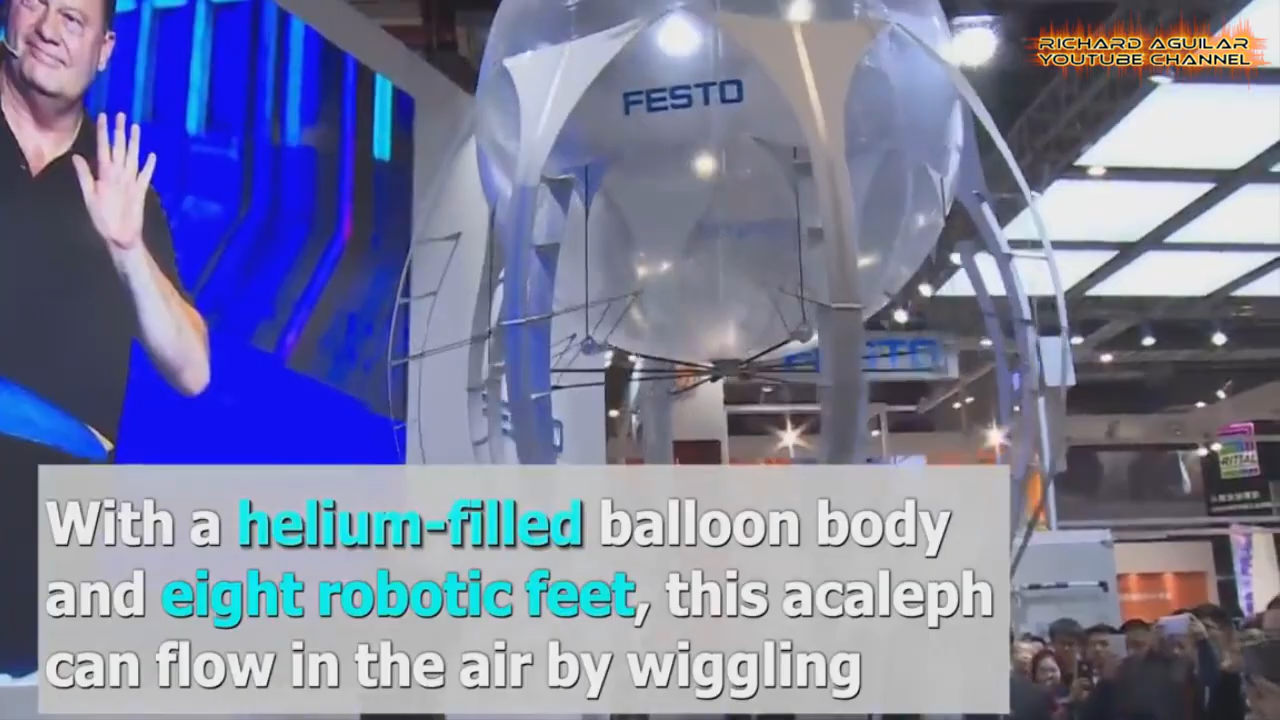 RICHARD AGUILAR
YOUTUBE CHANNEL
FESTO
FESTO
RITTAL
With a helium-filled balloon body
and eight robotic feet, this acaleph
can flow in the air by wiggling